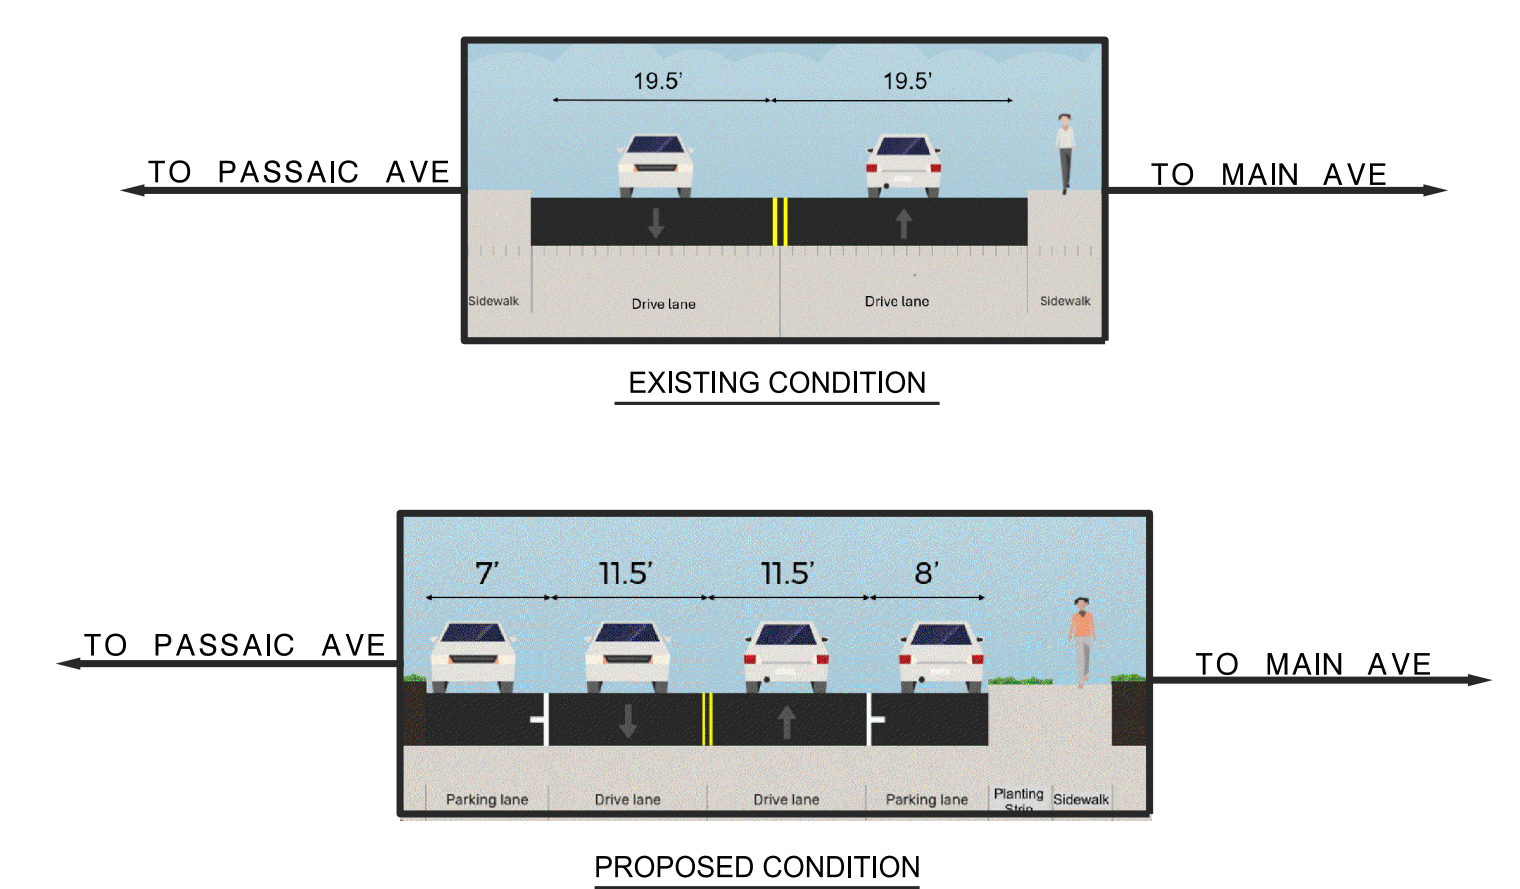 19.5’ 19.5’
TO PASSAIC AVE
TO MAIN AVE
Sidewalk Drive lane Drive lane Sidewalk
EXISTING CONDITION
7’ 11.5’ 11.5’ 8’
TO PASSAIC AVE
TO MAIN AVE
Parking lane Drive lane Drive lane Parking lane Planting Sidewalk
Strip
PROPOSED CONDITION